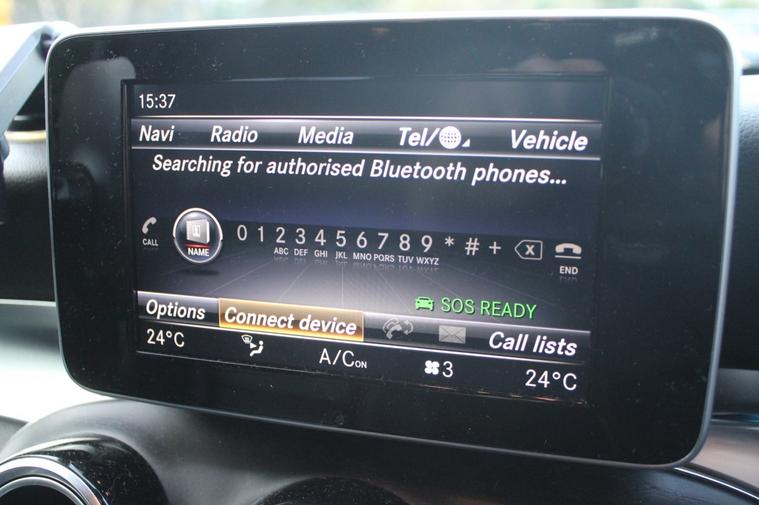 15:37
Navi Radio Media Tel/ Vehicle
Searching for authorised Bluetooth phones...
CALL NAME 0 1 2 3 4 5 6 7 8 9 * # + X END
ABC DEF GHI JKL MNO PQRS TUV WXYZ
SOS READY
Options Connect device Call lists
24°C A/C ON 3 24°C